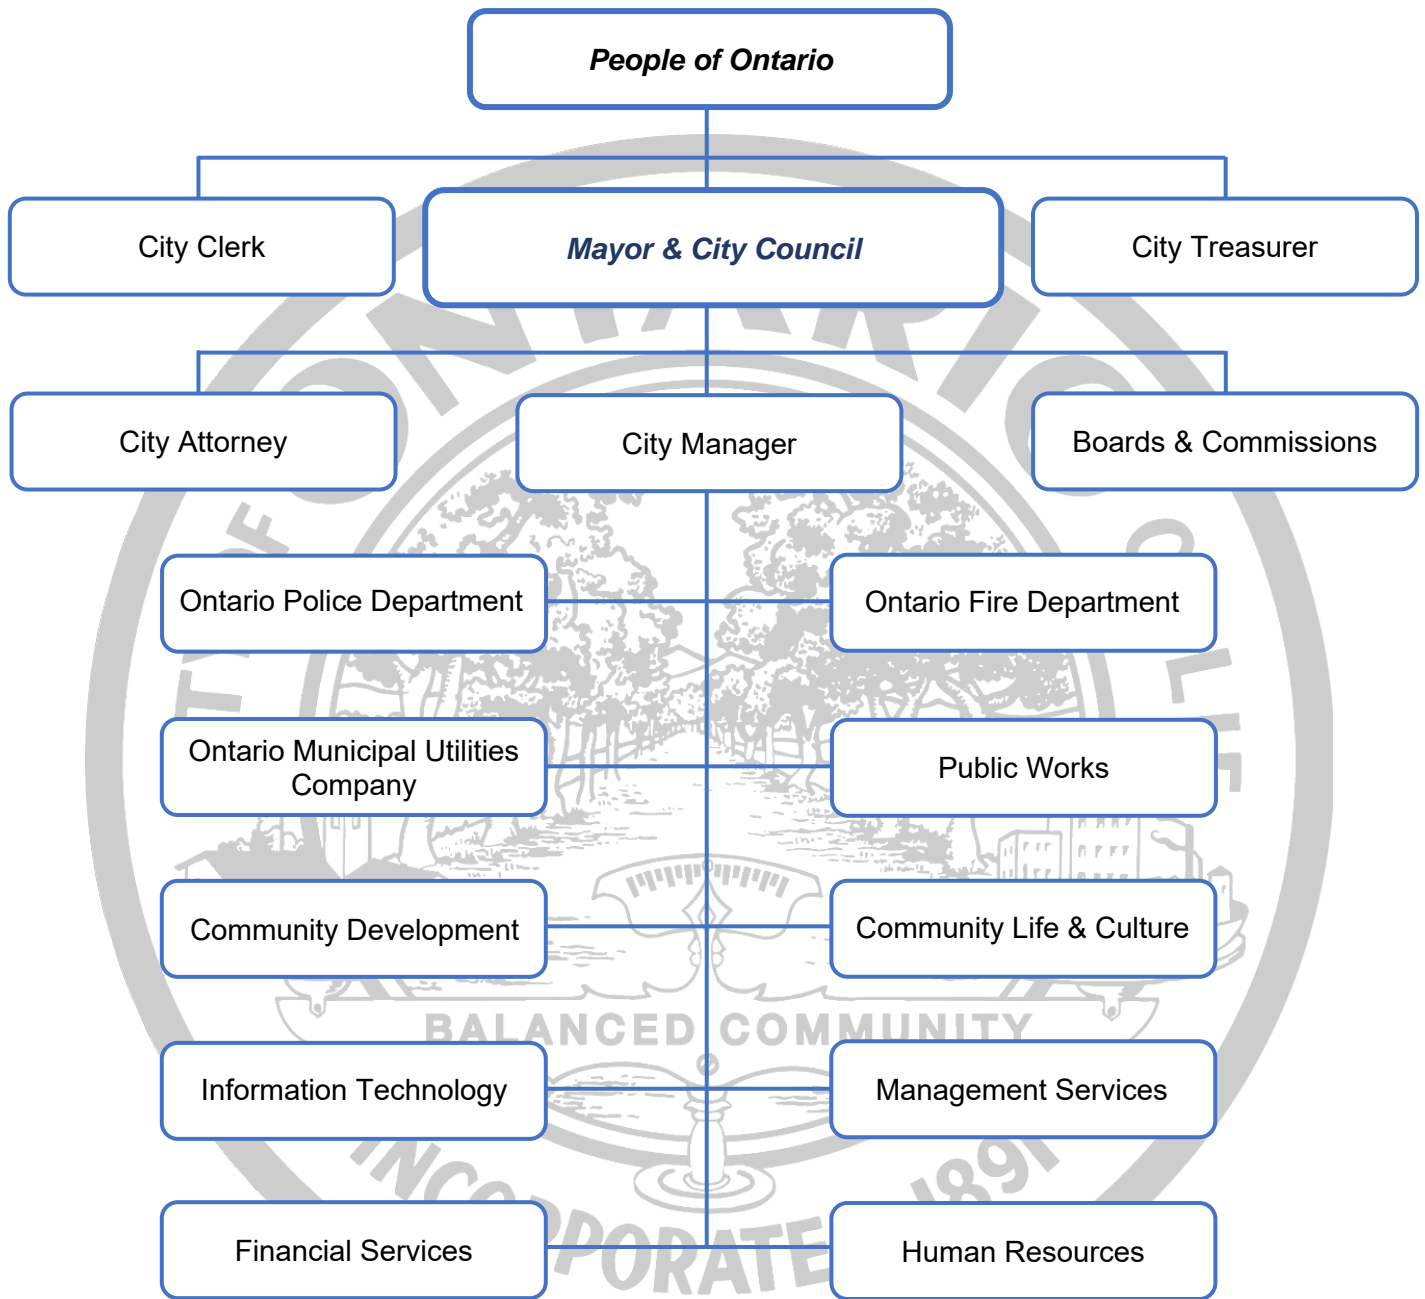 People of Ontario
City Clerk
Mayor & City Council
City Treasurer
City Attorney
City Manager
Boards & Commissions
Ontario Police Department
Ontario Fire Department
Ontario Municipal Utilities
Company
Public Works
Community Development
Community Life & Culture
BALANCED COMMUNITY
Information Technology
Management Services
Financial Services
Human Resources